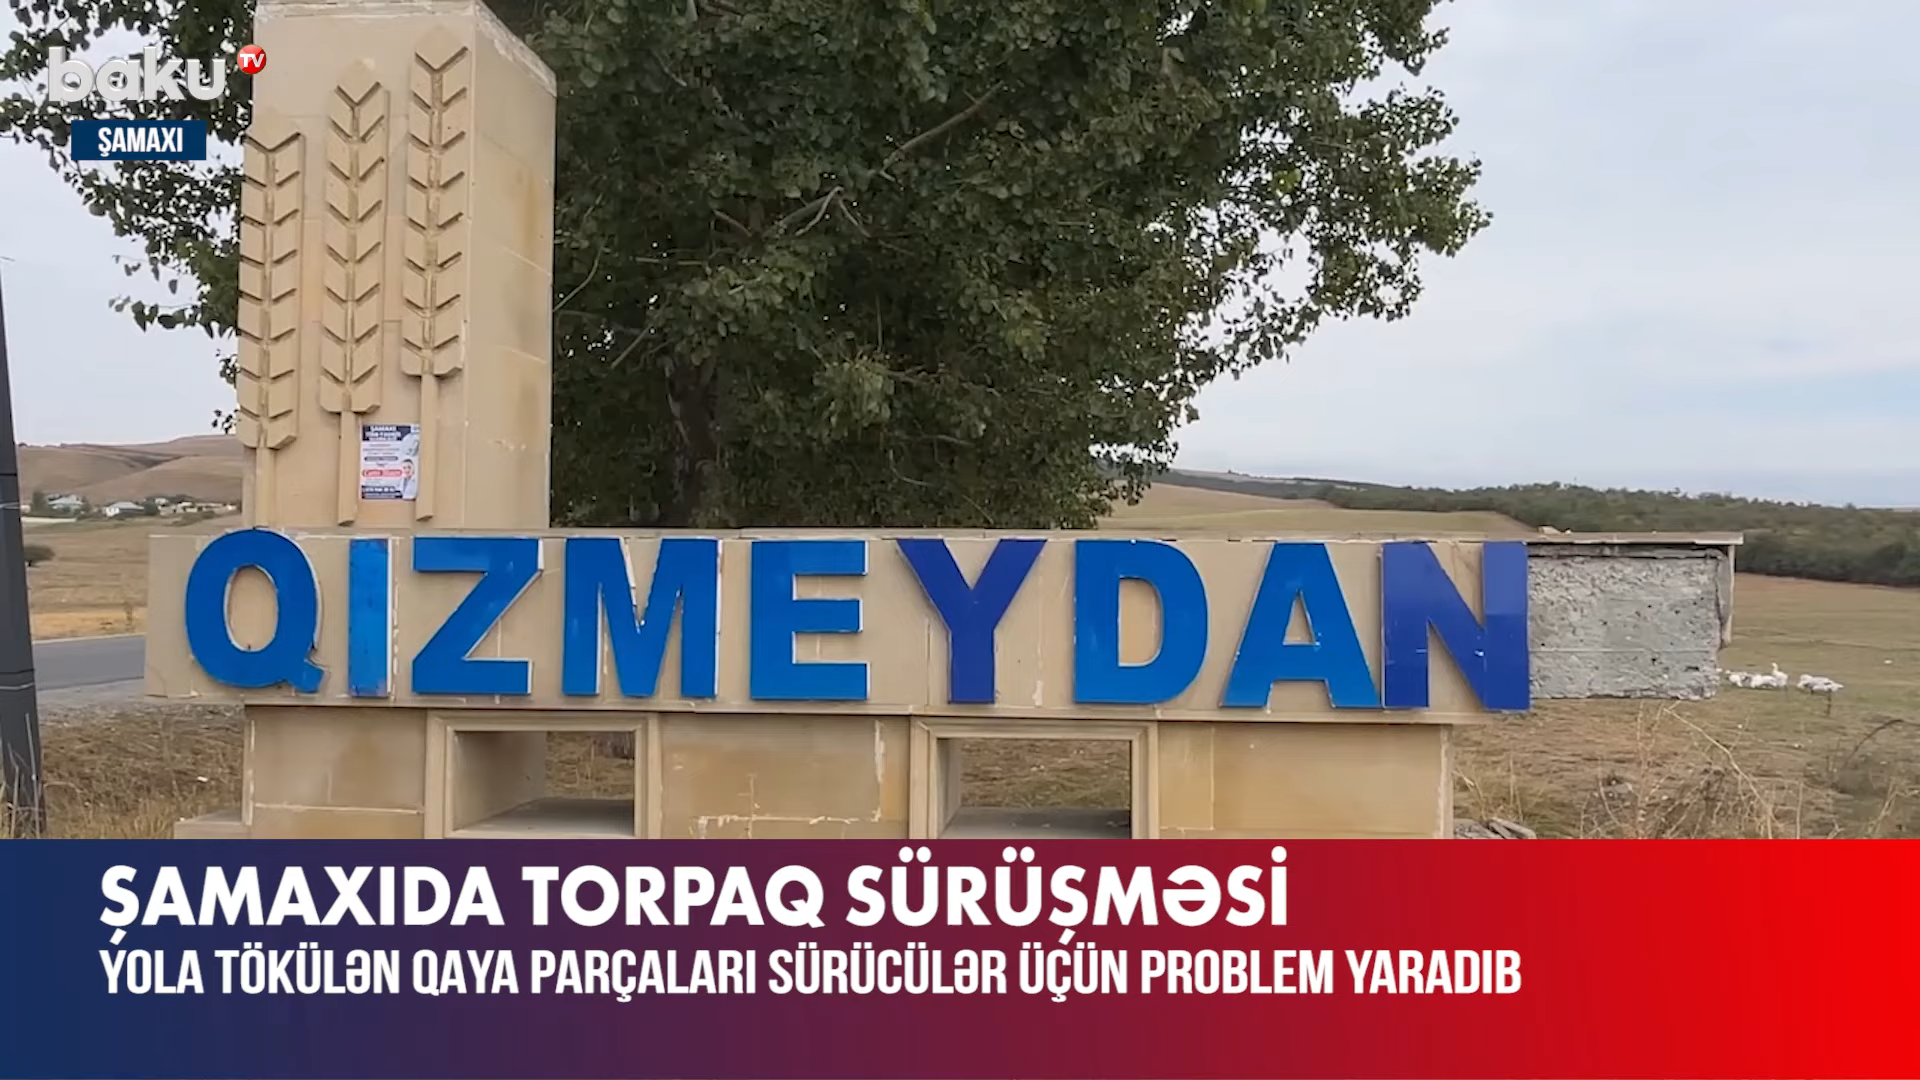 baku TV
ŞAMAXI
QIZMEYDAN
ŞAMAXIDA TORPAQ SÜRÜŞMƏSİ
YOLA TÖKÜLƏN QAYA PARÇALARI SÜRÜCÜLƏR ÜÇÜN PROBLEM YARADIB